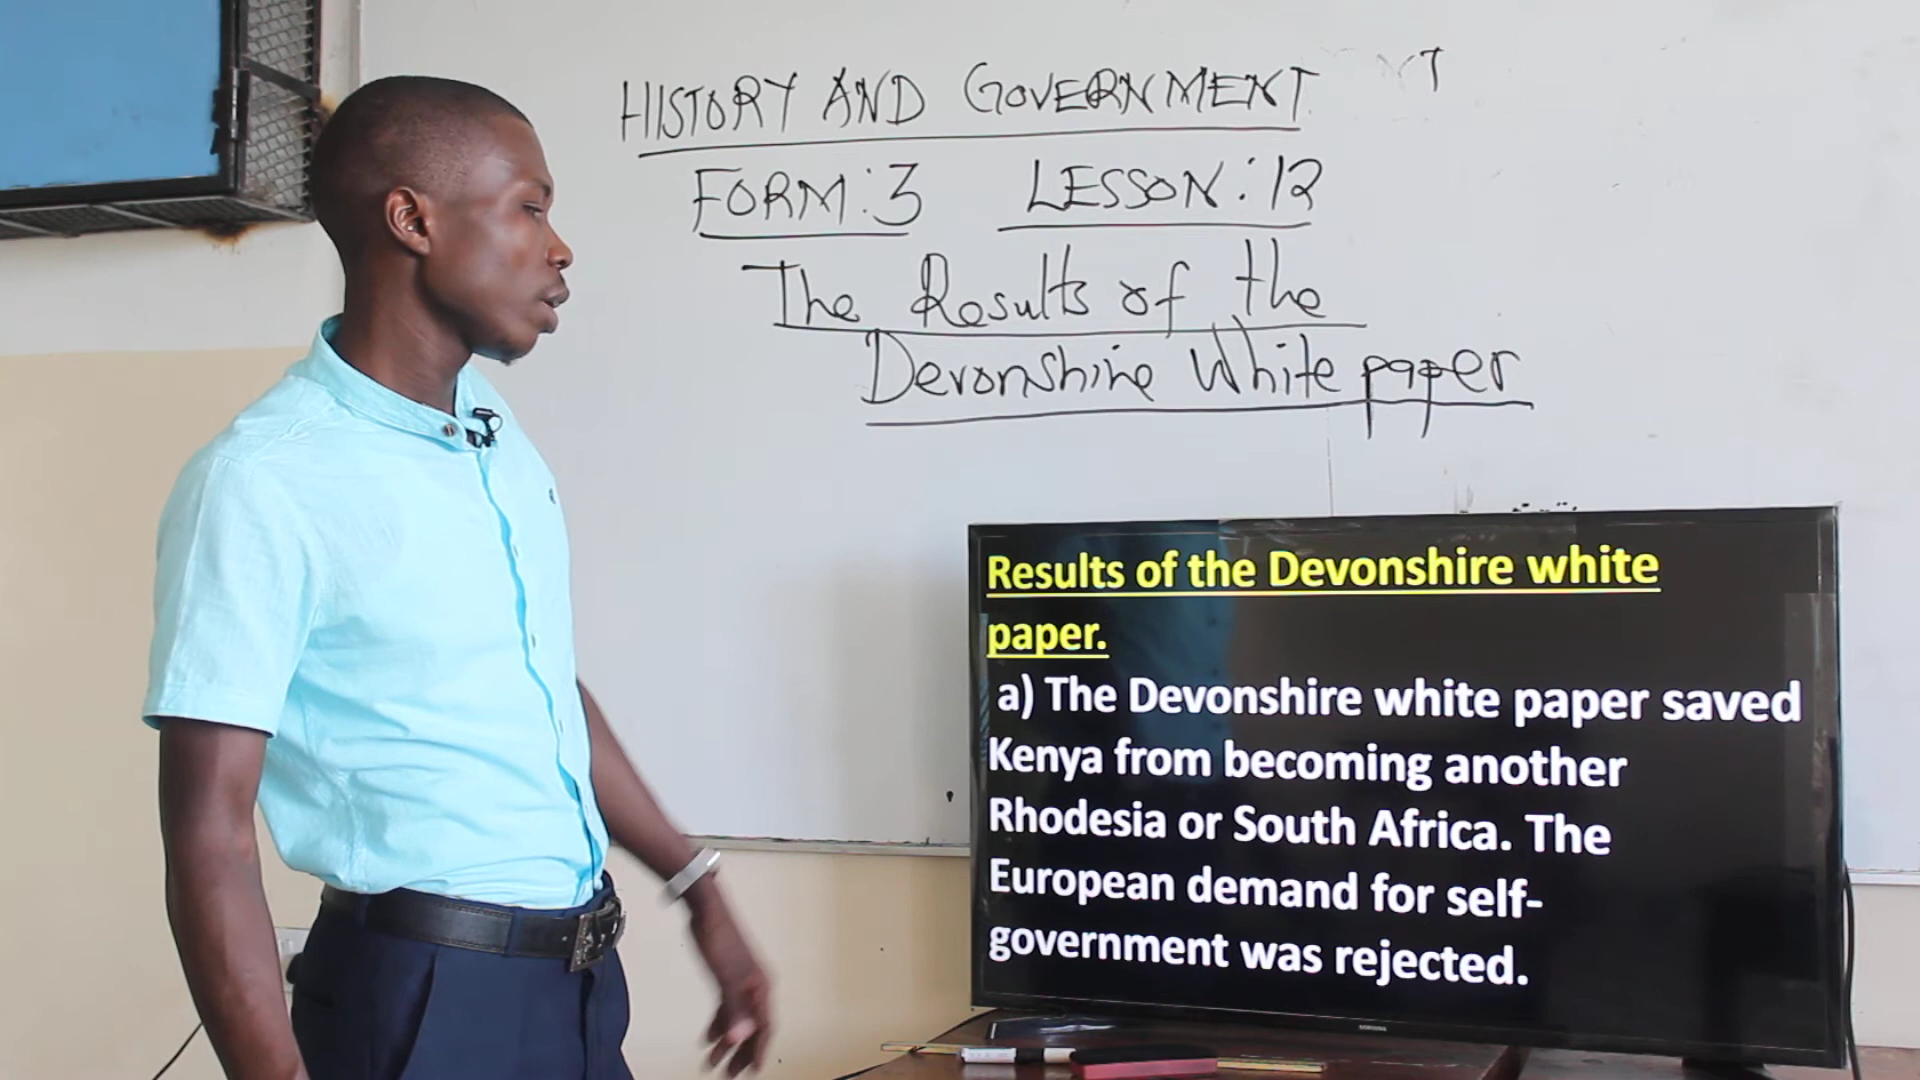 HISTORY AND GOVERNMENT
FORM:3 LESSON:12
The Results of the
Devonshire White paper
Results of the Devonshire white
paper.
a) The Devonshire white paper saved
Kenya from becoming another
Rhodesia or South Africa. The
European demand for self-
government was rejected.
SAMSUNG